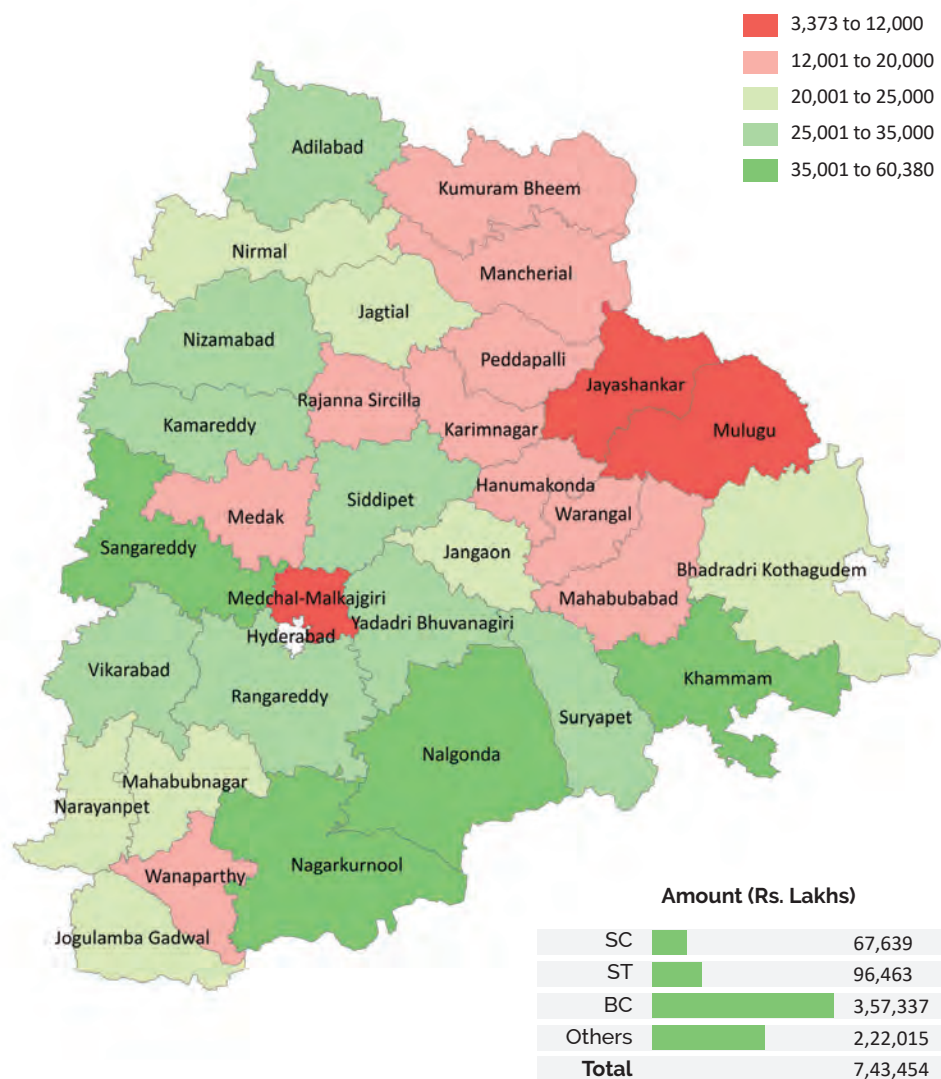 3,373 to 12,000
12,001 to 20,000
20,001 to 25,000
25,001 to 35,000
35,001 to 60,380
Adilabad
Kumuram Bheem
Nirmal
Mancherial
Jagtial
Nizamabad
Peddapalli
Jayashankar
Rajanna Sircilla
Kamareddy
Karimnagar
Mulugu
Hanumakonda
Siddipet
Medak
Warangal
Sangareddy
Jangaon
Bhadradri Kothagudem
Medchal-Malkajgiri
Mahabubabad
Yadadri Bhuvanagiri
Hyderabad
Vikarabad
Khammam
Rangareddy
Suryapet
Nalgonda
Mahabubnagar
Narayanpet
Nagarkurnool
Wanaparthy
Jogulamba Gadwal
Amount (Rs. Lakhs)
SC 67,639
ST 96,463
BC 3,57,337
Others 2,22,015
Total 7,43,454